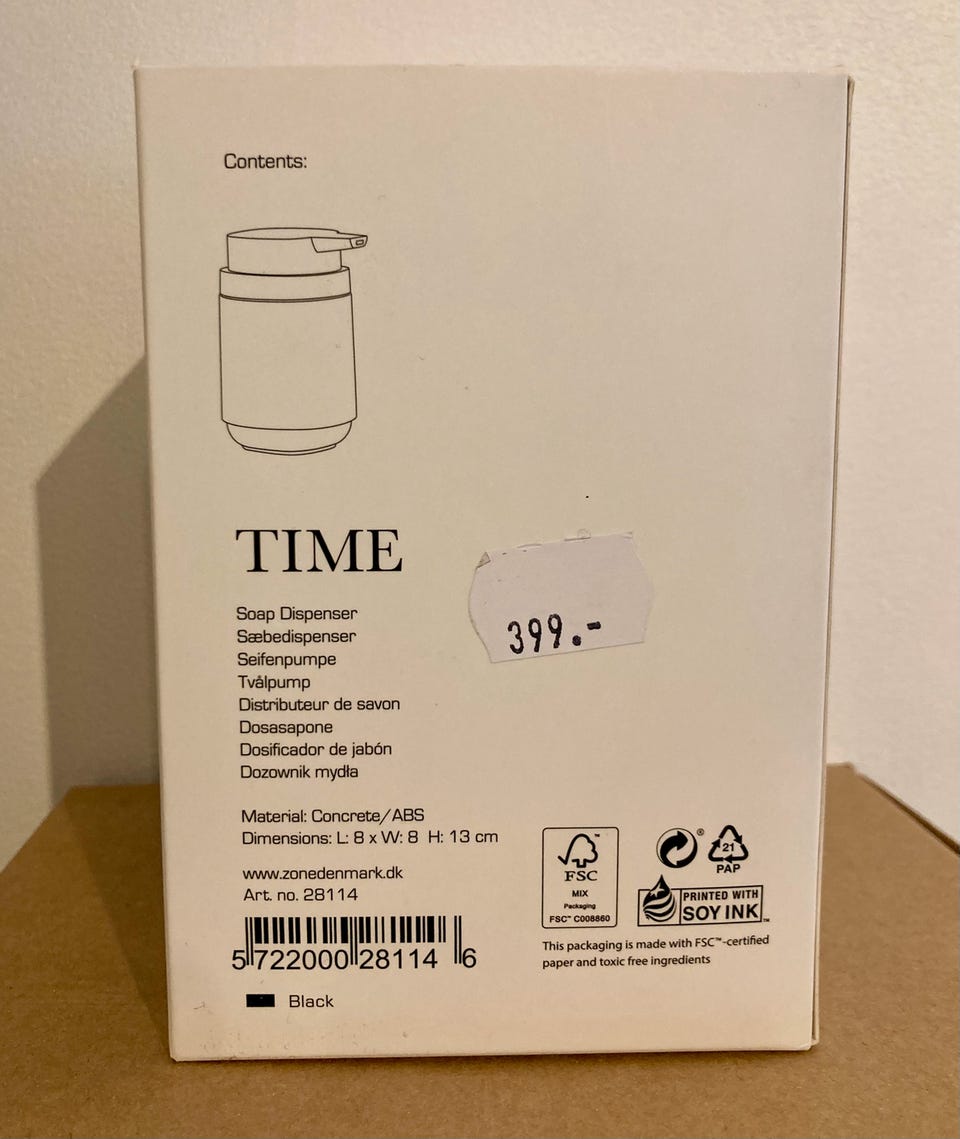 Contents:
TIME
399.-
Soap Dispenser
Sæbedispenser
Seifenpumpe
Tvålpump
Distributeur de savon
Dosasapone
Dosificador de jabón
Dozownik mydła
Material: Concrete/ABS
Dimensions: L: 8 x W: 8 H: 13 cm
www.zonedenmark.dk
Art. no. 28114
5 722000 28114 6
Black
™
FSC
MIX
Packaging
FSC™ C008860
®
21
PAP
PRINTED WITH
SOY INK™
This packaging is made with FSC™-certified
paper and toxic free ingredients